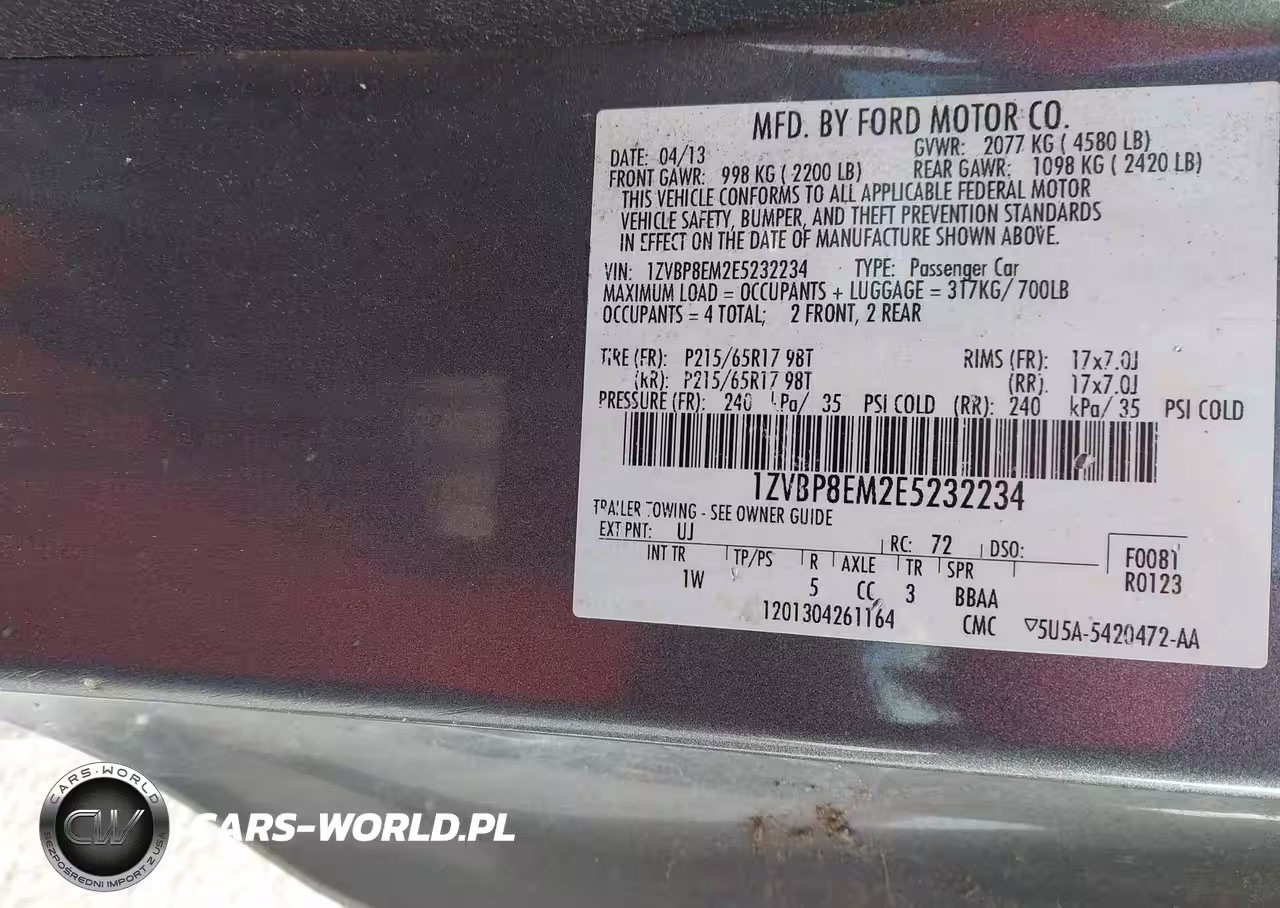 MFD. BY FORD MOTOR CO.
DATE: 04/13 GVWR: 2077 KG ( 4580 LB)
FRONT GAWR: 998 KG ( 2200 LB) REAR GAWR: 1098 KG ( 2420 LB)
THIS VEHICLE CONFORMS TO ALL APPLICABLE FEDERAL MOTOR
VEHICLE SAFETY, BUMPER, AND THEFT PREVENTION STANDARDS
IN EFFECT ON THE DATE OF MANUFACTURE SHOWN ABOVE.
VIN: 1ZVBP8EM2E5232234 TYPE: Passenger Car
MAXIMUM LOAD = OCCUPANTS + LUGGAGE = 317KG/ 700LB
OCCUPANTS = 4 TOTAL; 2 FRONT, 2 REAR
TIRE (FR): P215/65R17 98T RIMS (FR): 17x7.0J
(RR): P215/65R17 98T (RR): 17x7.0J
PRESSURE (FR): 240 kPa/ 35 PSI COLD (RR): 240 kPa/ 35 PSI COLD
1ZVBP8EM2E5232234
TRAILER TOWING - SEE OWNER GUIDE
EXT PNT: UJ RC: 72 DSO: F0081
INT TR TP/PS R AXLE TR SPR R0123
1W 5 CC 3 BBAA
1201304261164 CMC ▽5U5A-5420472-AA
CARS-WORLD
CW
BEZPOŚREDNI IMPORT Z USA
CARS-WORLD.PL